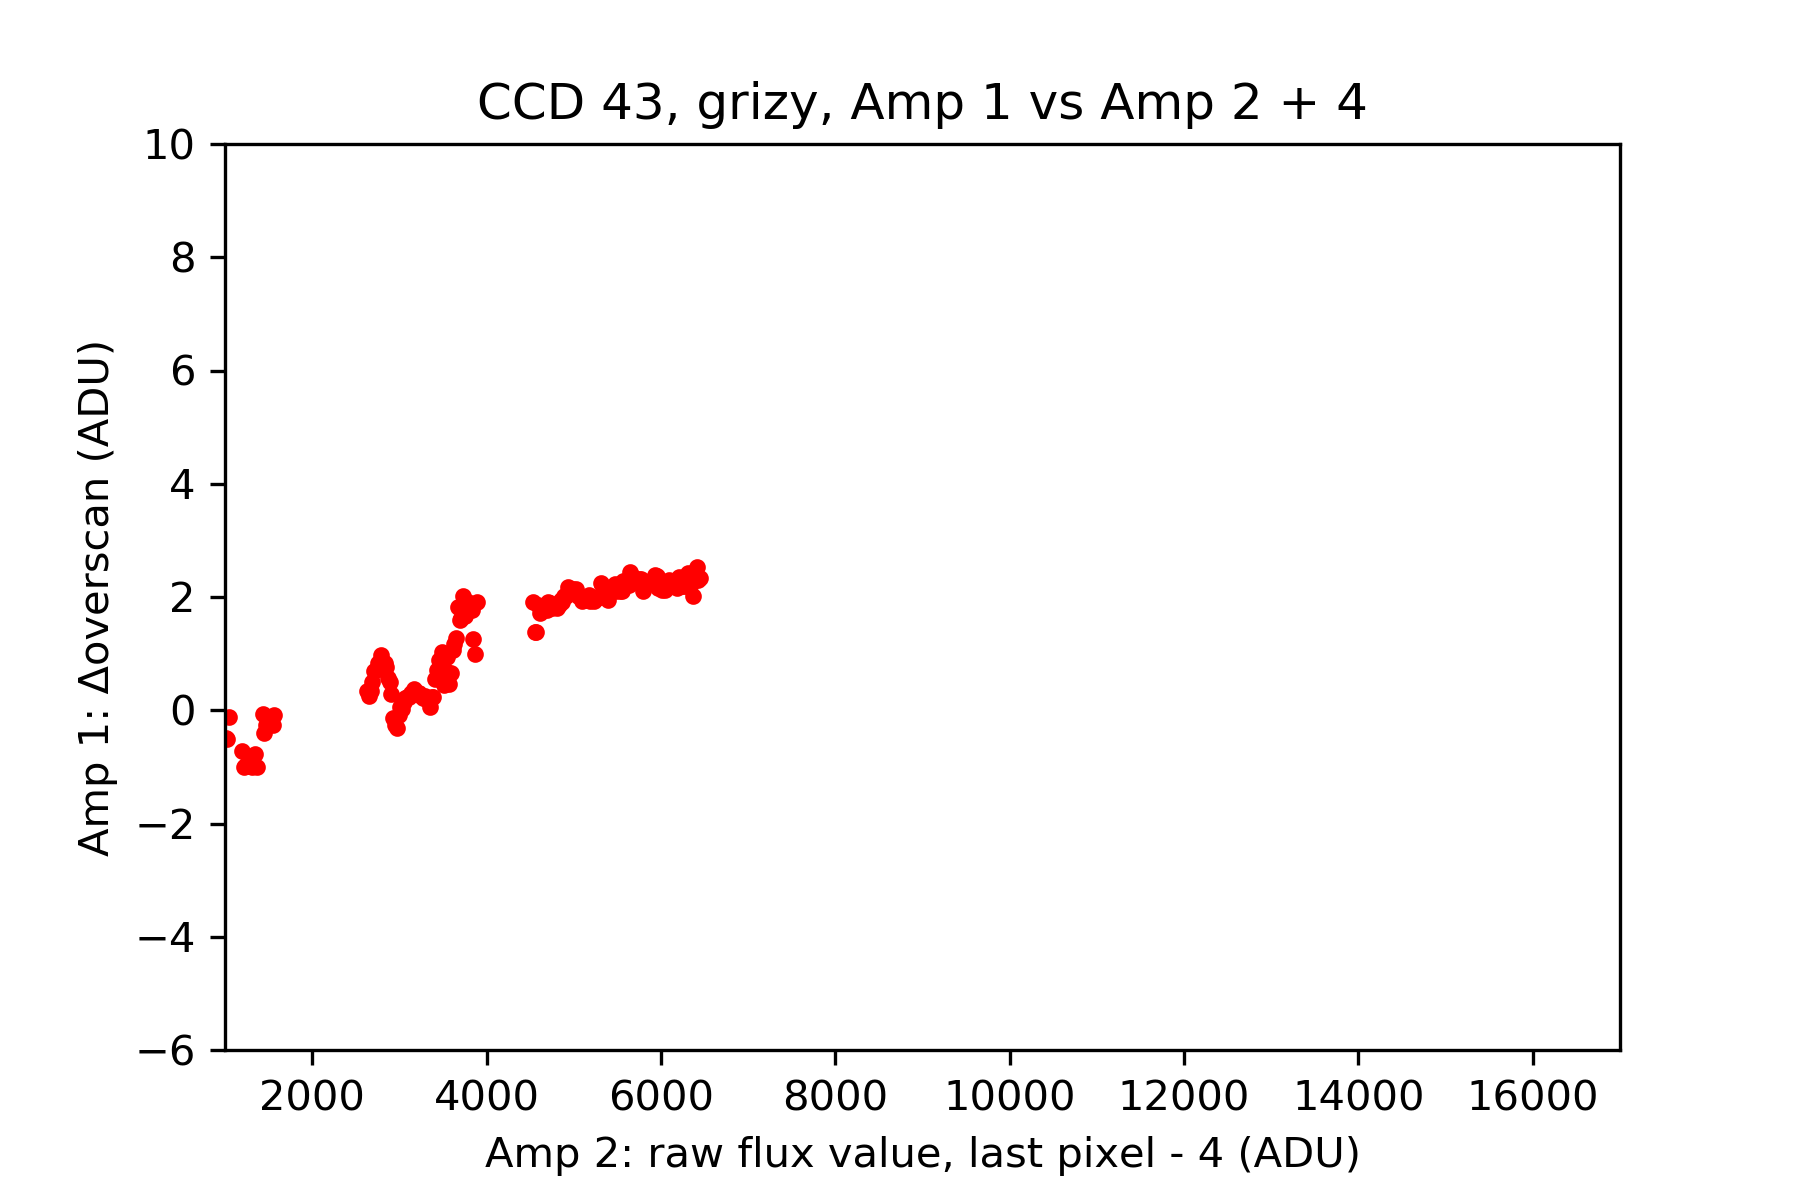 CCD 43, grizy, Amp 1 vs Amp 2 + 4
10
8
6
4
2
0
−2
−4
−6
Amp 1: Δoverscan (ADU)
2000 4000 6000 8000 10000 12000 14000 16000
Amp 2: raw flux value, last pixel - 4 (ADU)